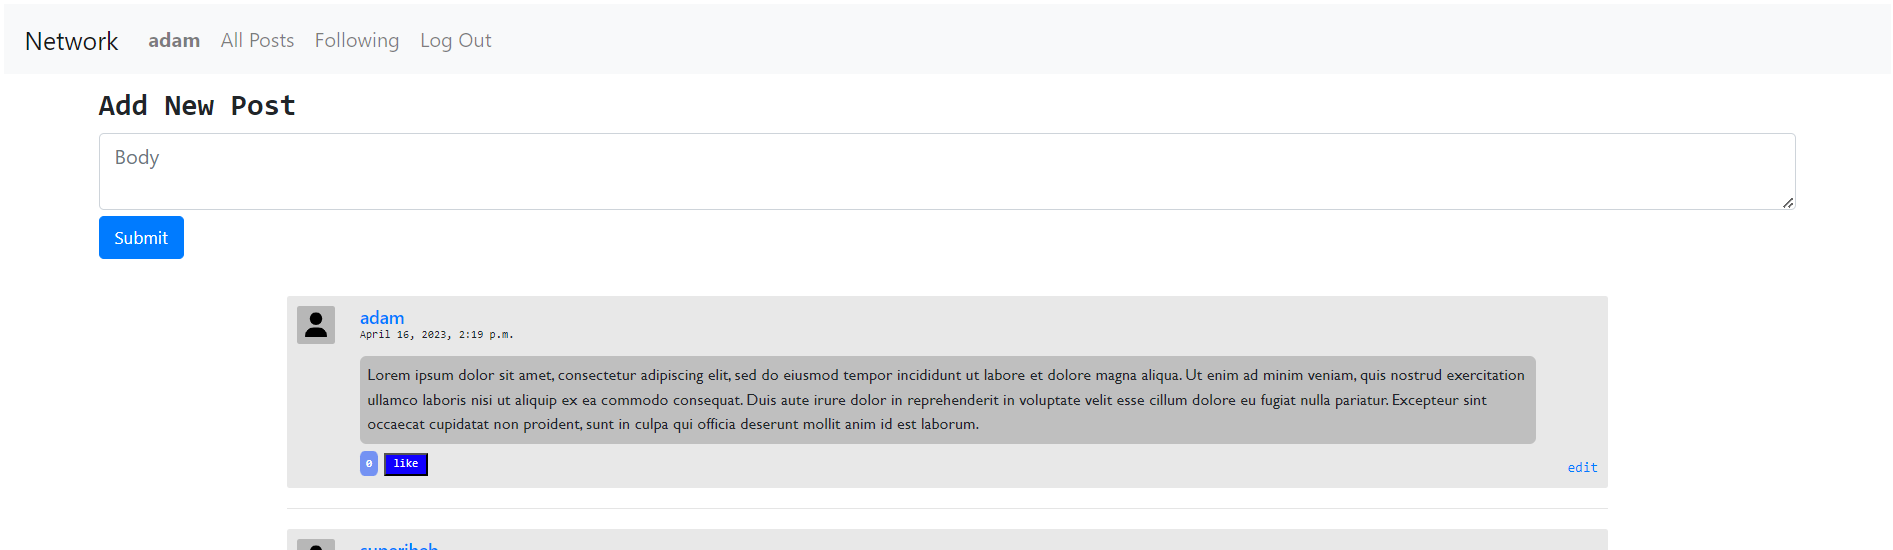 Network adam All Posts Following Log Out
Add New Post
Body
Submit
adam
April 16, 2023, 2:19 p.m.
Lorem ipsum dolor sit amet, consectetur adipiscing elit, sed do eiusmod tempor incididunt ut labore et dolore magna aliqua. Ut enim ad minim veniam, quis nostrud exercitation
ullamco laboris nisi ut aliquip ex ea commodo consequat. Duis aute irure dolor in reprehenderit in voluptate velit esse cillum dolore eu fugiat nulla pariatur. Excepteur sint
occaecat cupidatat non proident, sunt in culpa qui officia deserunt mollit anim id est laborum.
0 like
edit